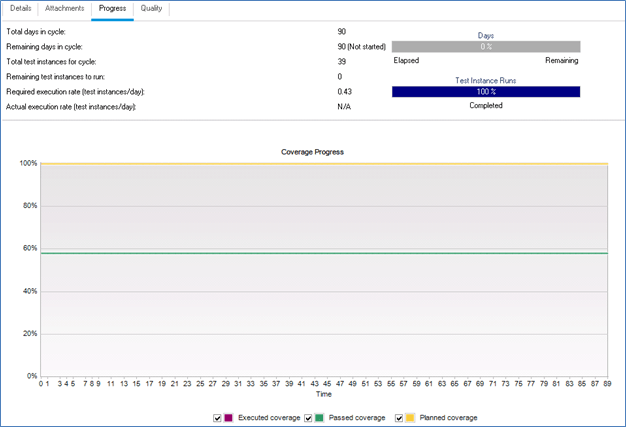 Details Attachments Progress Quality
Total days in cycle: 90
Days
Remaining days in cycle: 90 (Not started) 0 %
Total test instances for cycle: 39 Elapsed Remaining
Remaining test instances to run: 0
Test Instance Runs
Required execution rate (test instances/day): 0.43 100 %
Actual execution rate (test instances/day): N/A Completed
Coverage Progress
100%
80%
60%
40%
20%
0%
0 1 3 4 5 7 8 9 11 13 15 17 19 21 23 25 27 29 31 33 35 37 39 41 43 45 47 49 51 53 55 57 59 61 63 65 67 69 71 73 75 77 79 81 83 85 87 89
Time
Executed coverage Passed coverage Planned coverage